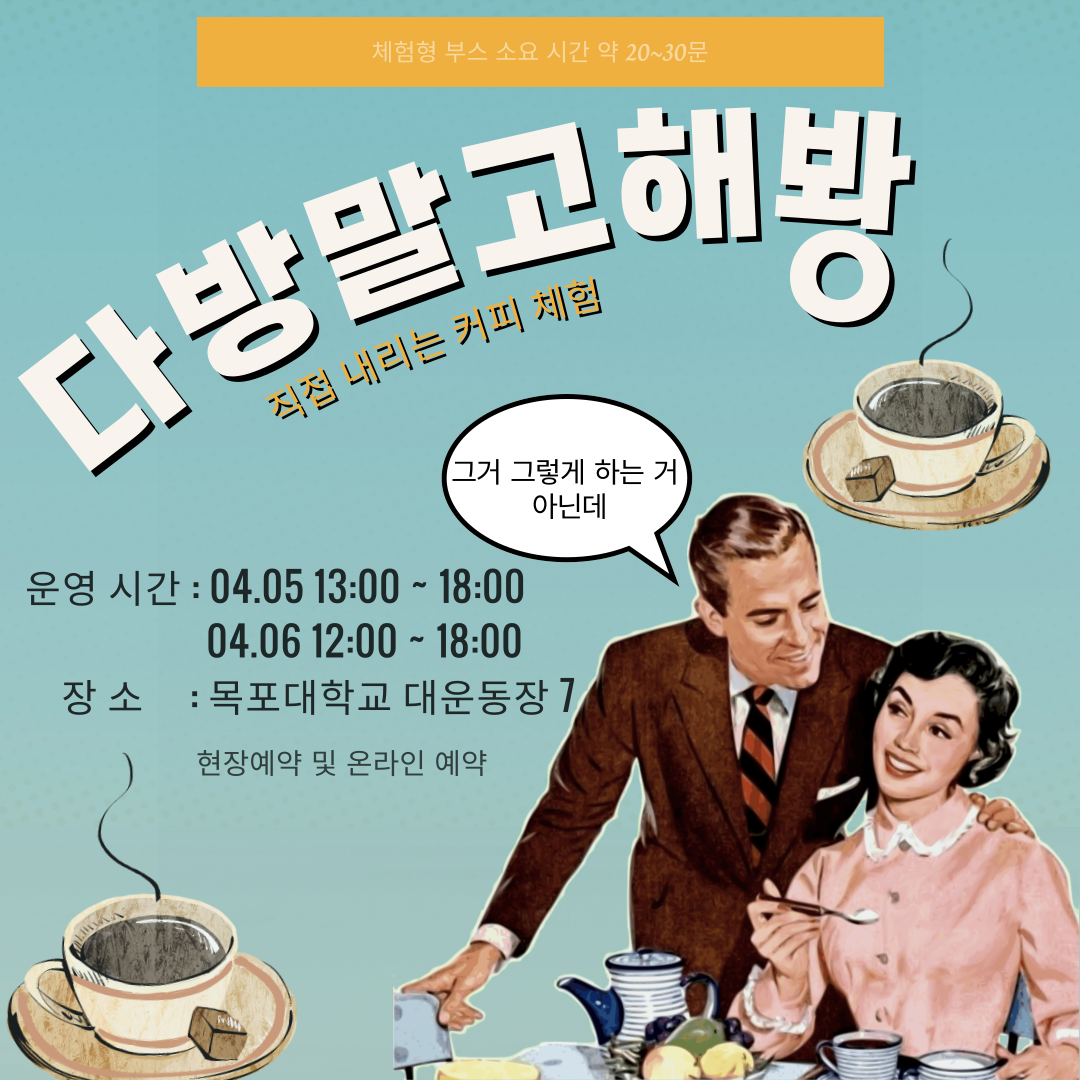 체험형 부스 소요 시간 약 20~30문
다방말고해봥
직접 내리는 커피 체험
그거 그렇게 하는 거
아닌데
운영 시간 : 04.05 13:00 ~ 18:00
04.06 12:00 ~ 18:00
장 소 : 목포대학교 대운동장 7
현장예약 및 온라인 예약